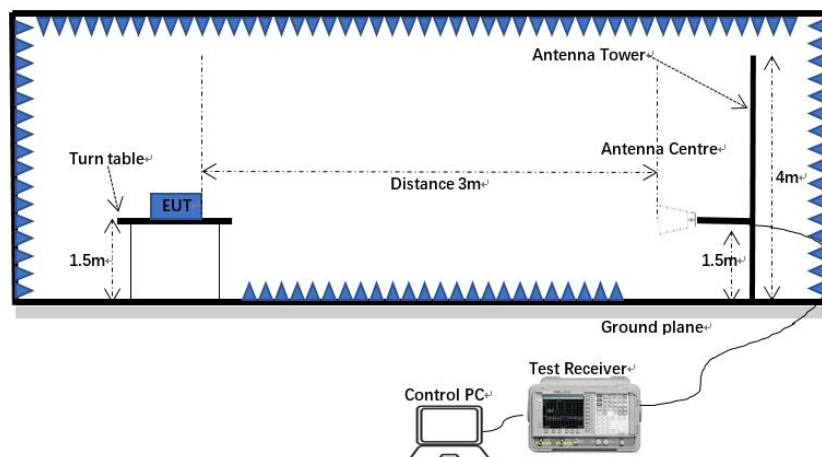 Antenna Tower
Turn table
Antenna Centre
Distance 3m
4m
EUT
1.5m
1.5m
Ground plane
Test Receiver
Control PC